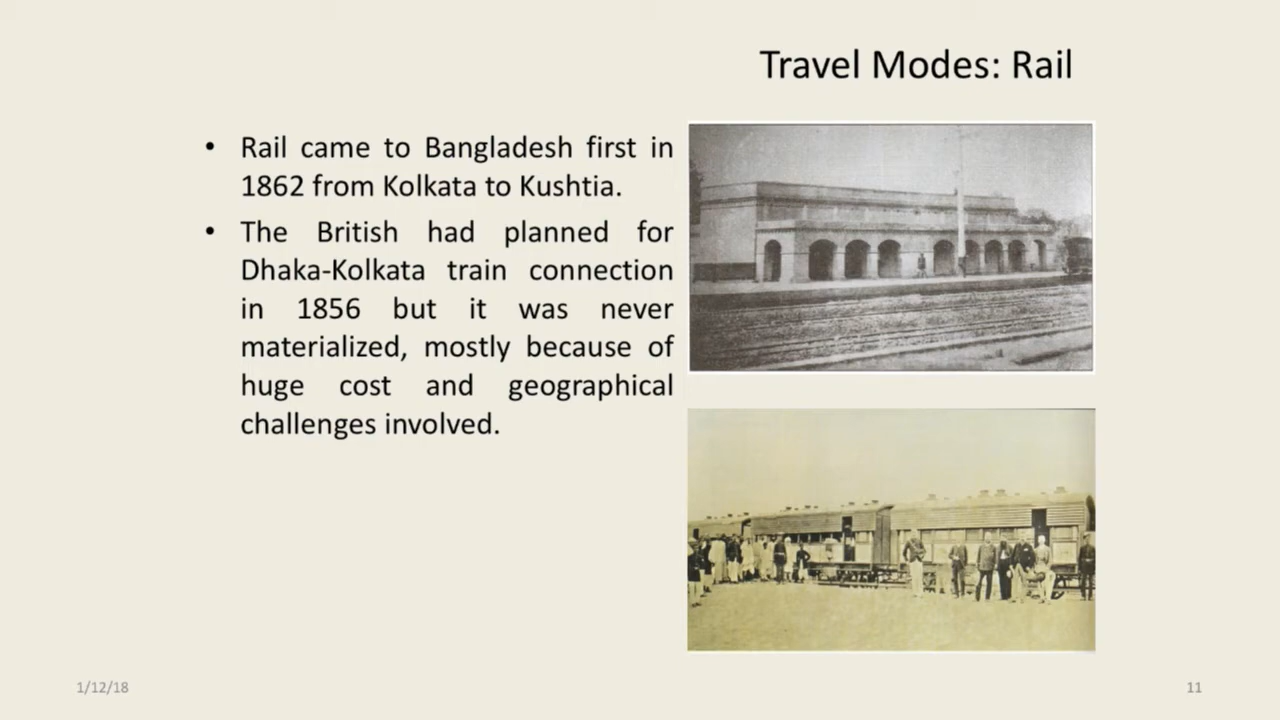 Travel Modes: Rail
• Rail came to Bangladesh first in
1862 from Kolkata to Kushtia.
• The British had planned for
Dhaka-Kolkata train connection
in 1856 but it was never
materialized, mostly because of
huge cost and geographical
challenges involved.
1/12/18
11